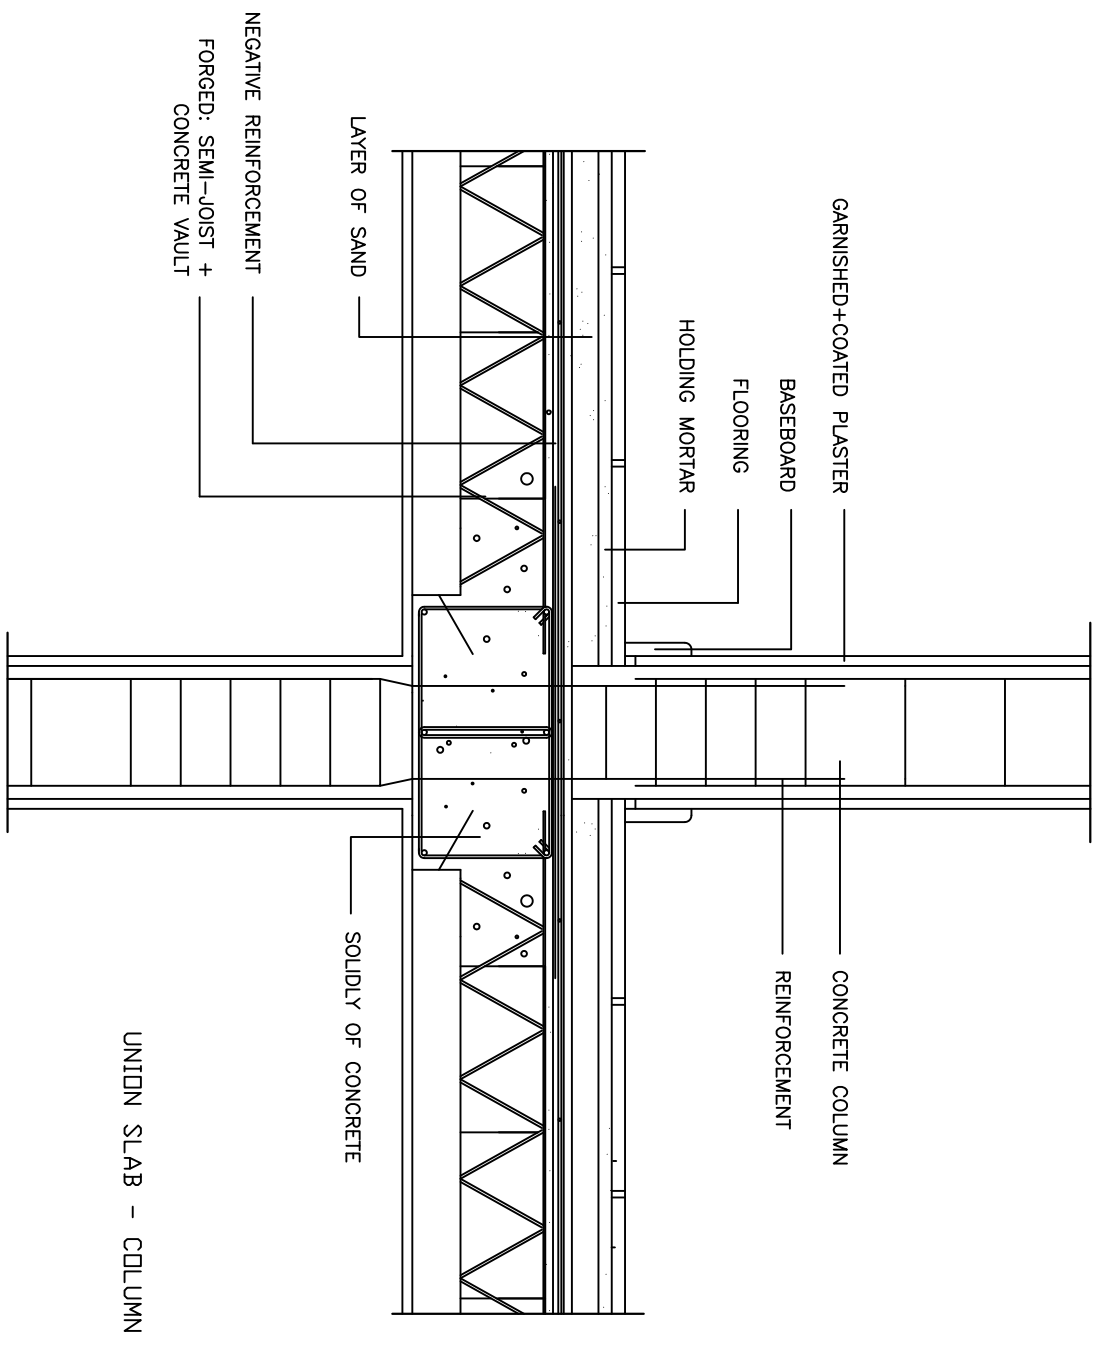 GARNISHED+COATED PLASTER
BASEBOARD
FLOORING
HOLDING MORTAR
CONCRETE COLUMN
REINFORCEMENT
LAYER OF SAND
NEGATIVE REINFORCEMENT
FORGED: SEMI-JOIST +
CONCRETE VAULT
SOLIDLY OF CONCRETE
UNION SLAB - COLUMN